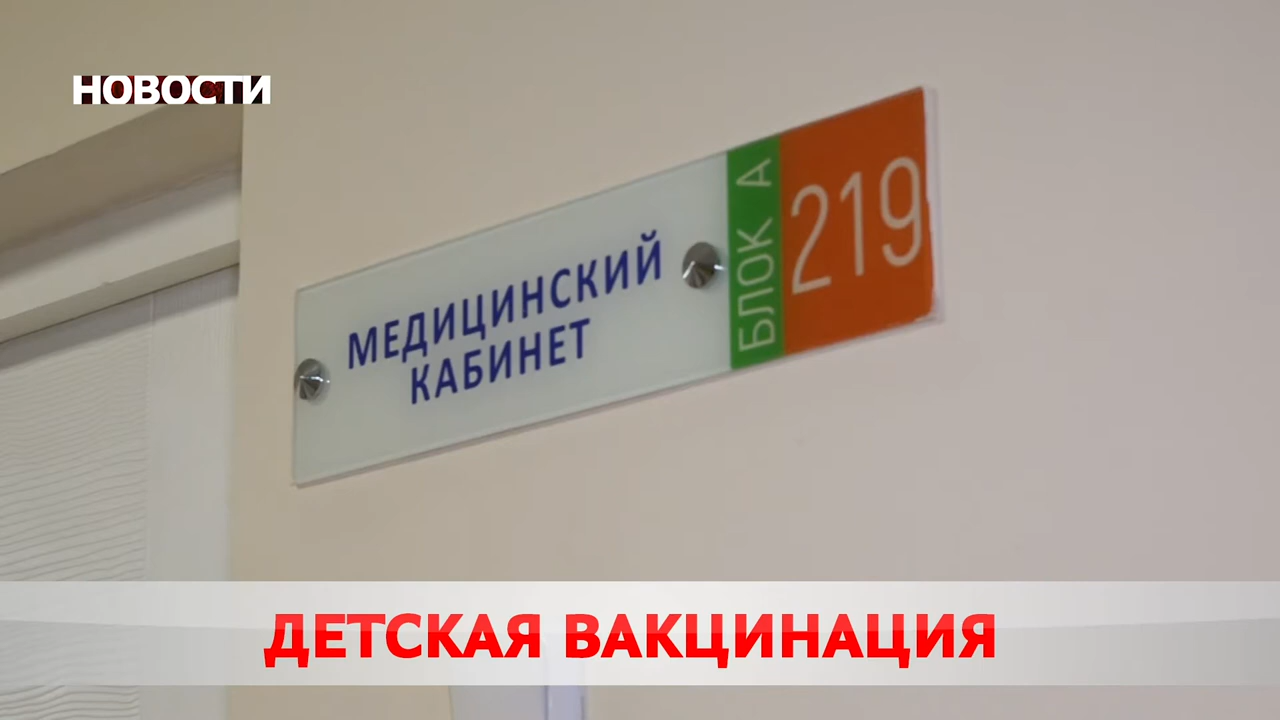 НОВОСТИ
МЕДИЦИНСКИЙ
КАБИНЕТ
БЛОК А
219
ДЕТСКАЯ ВАКЦИНАЦИЯ